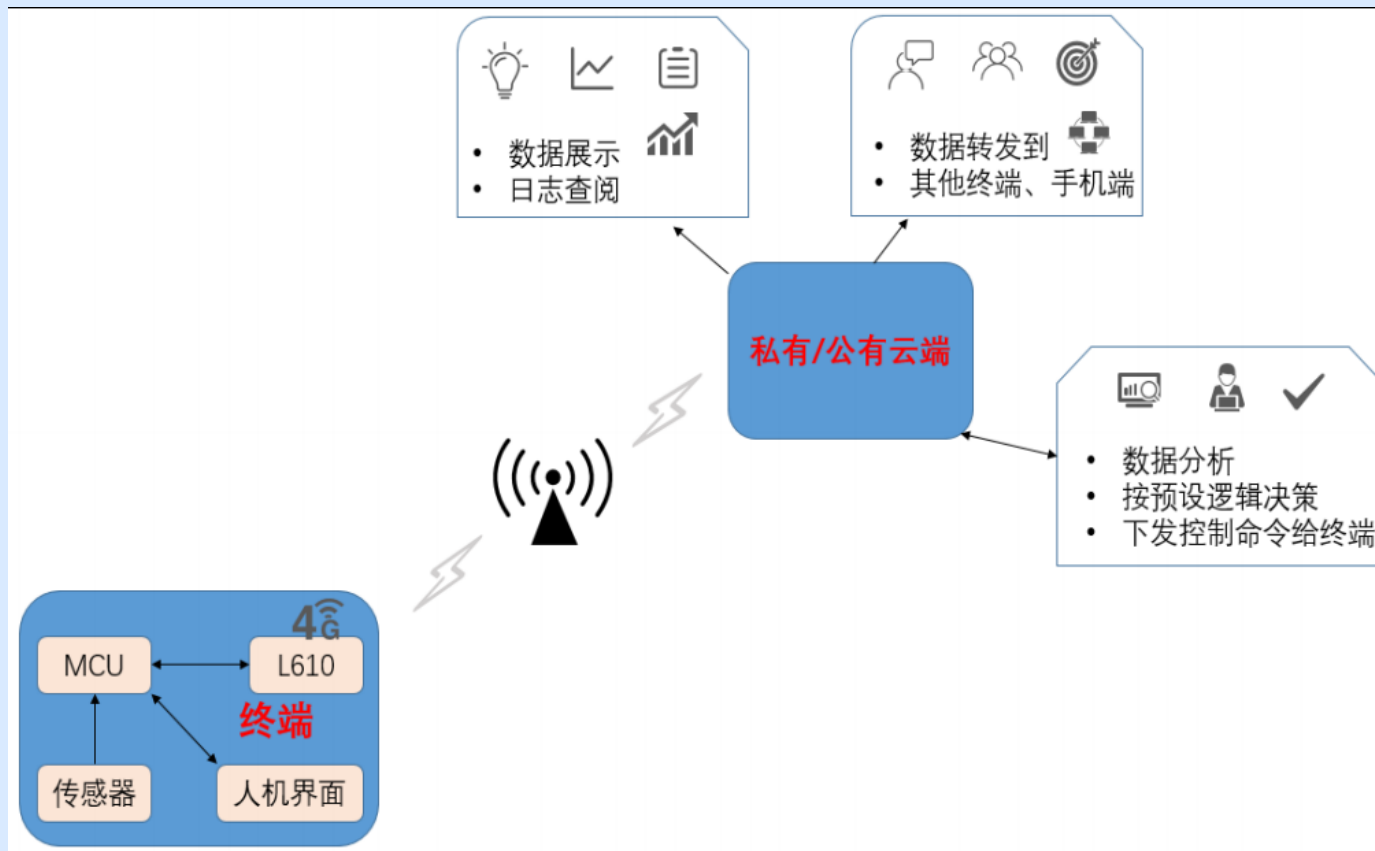 • 数据展示
• 日志查阅
• 数据转发到
• 其他终端、手机端
私有/公有云端
• 数据分析
• 按预设逻辑决策
• 下发控制命令给终端
4G
MCU
L610
终端
传感器
人机界面